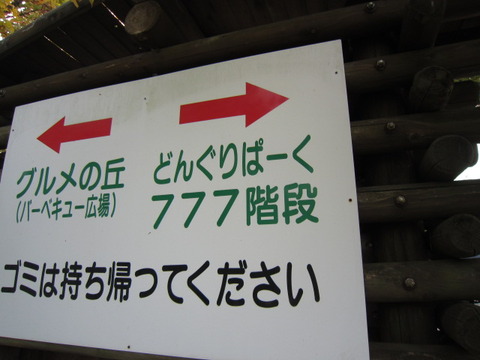 グルメの丘
(バーベキュー広場)
どんぐりぱーく
777階段
ゴミは持ち帰ってください